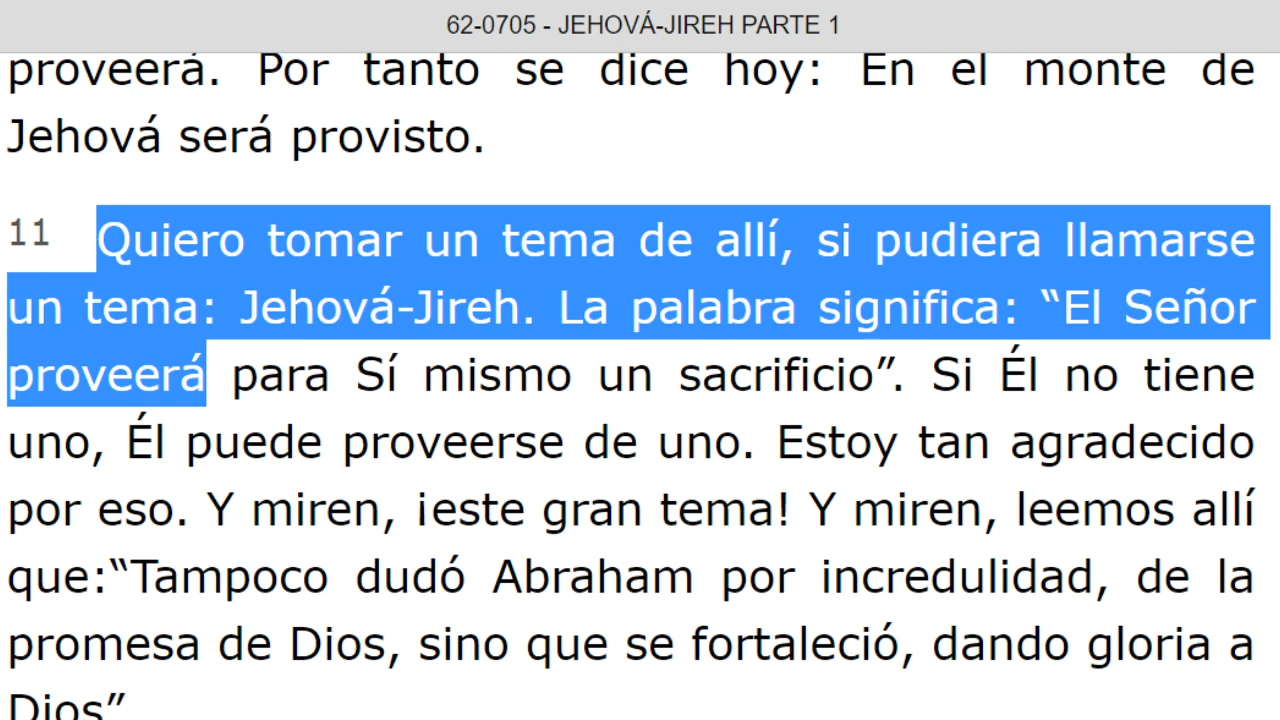 62-0705 - JEHOVÁ-JIREH PARTE 1
proveerá. Por tanto se dice hoy: En el monte de
Jehová será provisto.
11 Quiero tomar un tema de allí, si pudiera llamarse
un tema: Jehová-Jireh. La palabra significa: “El Señor
proveerá para Sí mismo un sacrificio”. Si Él no tiene
uno, Él puede proveerse de uno. Estoy tan agradecido
por eso. Y miren, ¡este gran tema! Y miren, leemos allí
que:“Tampoco dudó Abraham por incredulidad, de la
promesa de Dios, sino que se fortaleció, dando gloria a
Dios”